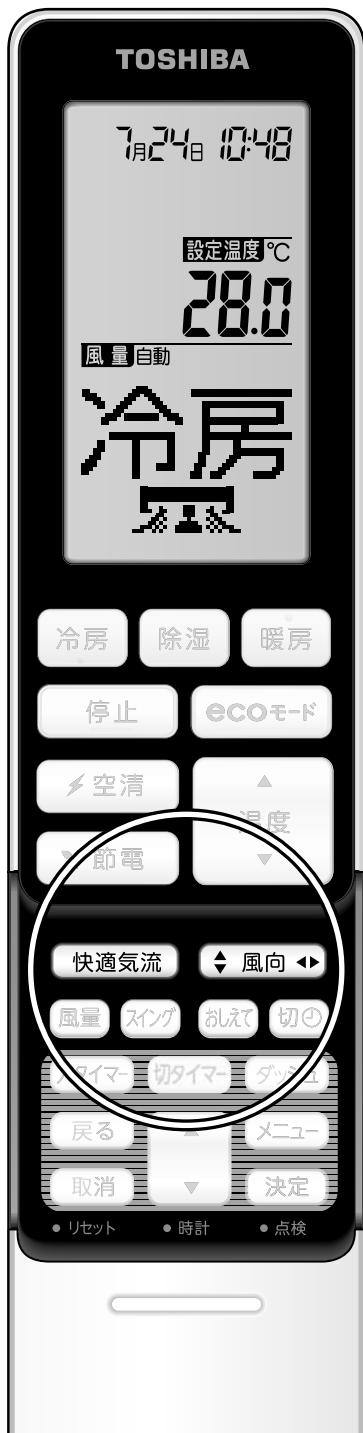 TOSHIBA
7月24日 10:48
設定温度 ℃
28.0
風量 自動
冷房
冷房 除湿 暖房
停止 ecoモード
空清
温度
節電
快適気流 風向
風量 スイング おしえて 切
切タイマー ダッシュ
戻る メニュー
取消 決定
リセット 時計 点検